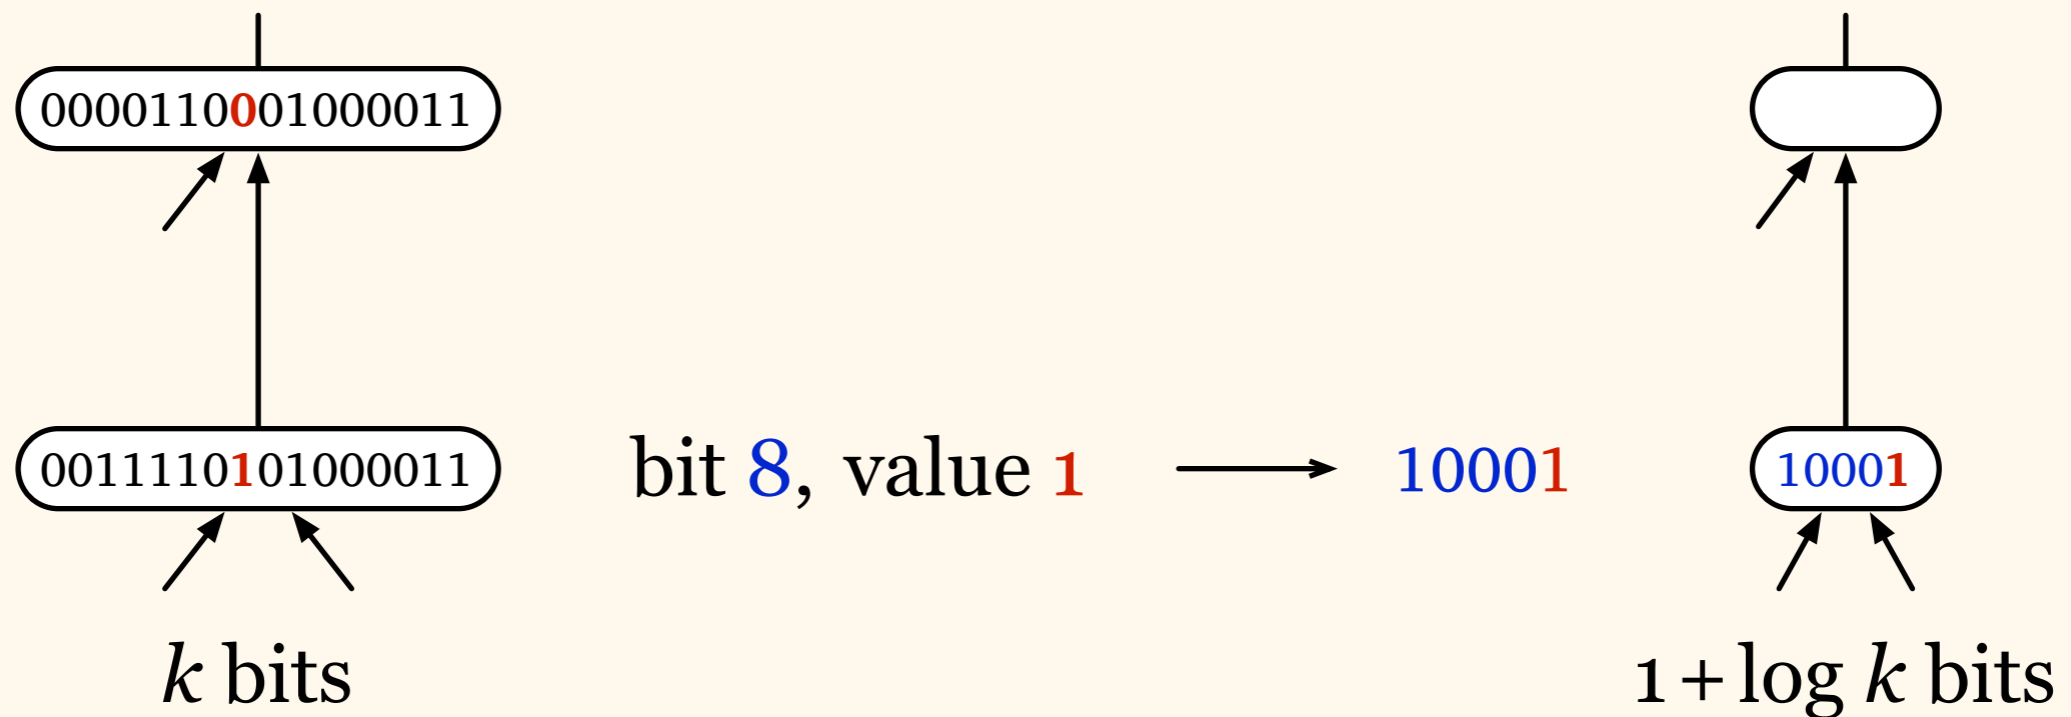 0000110001000011
0011110101000011
bit 8, value 1
10001
10001
k bits
1 + log k bits